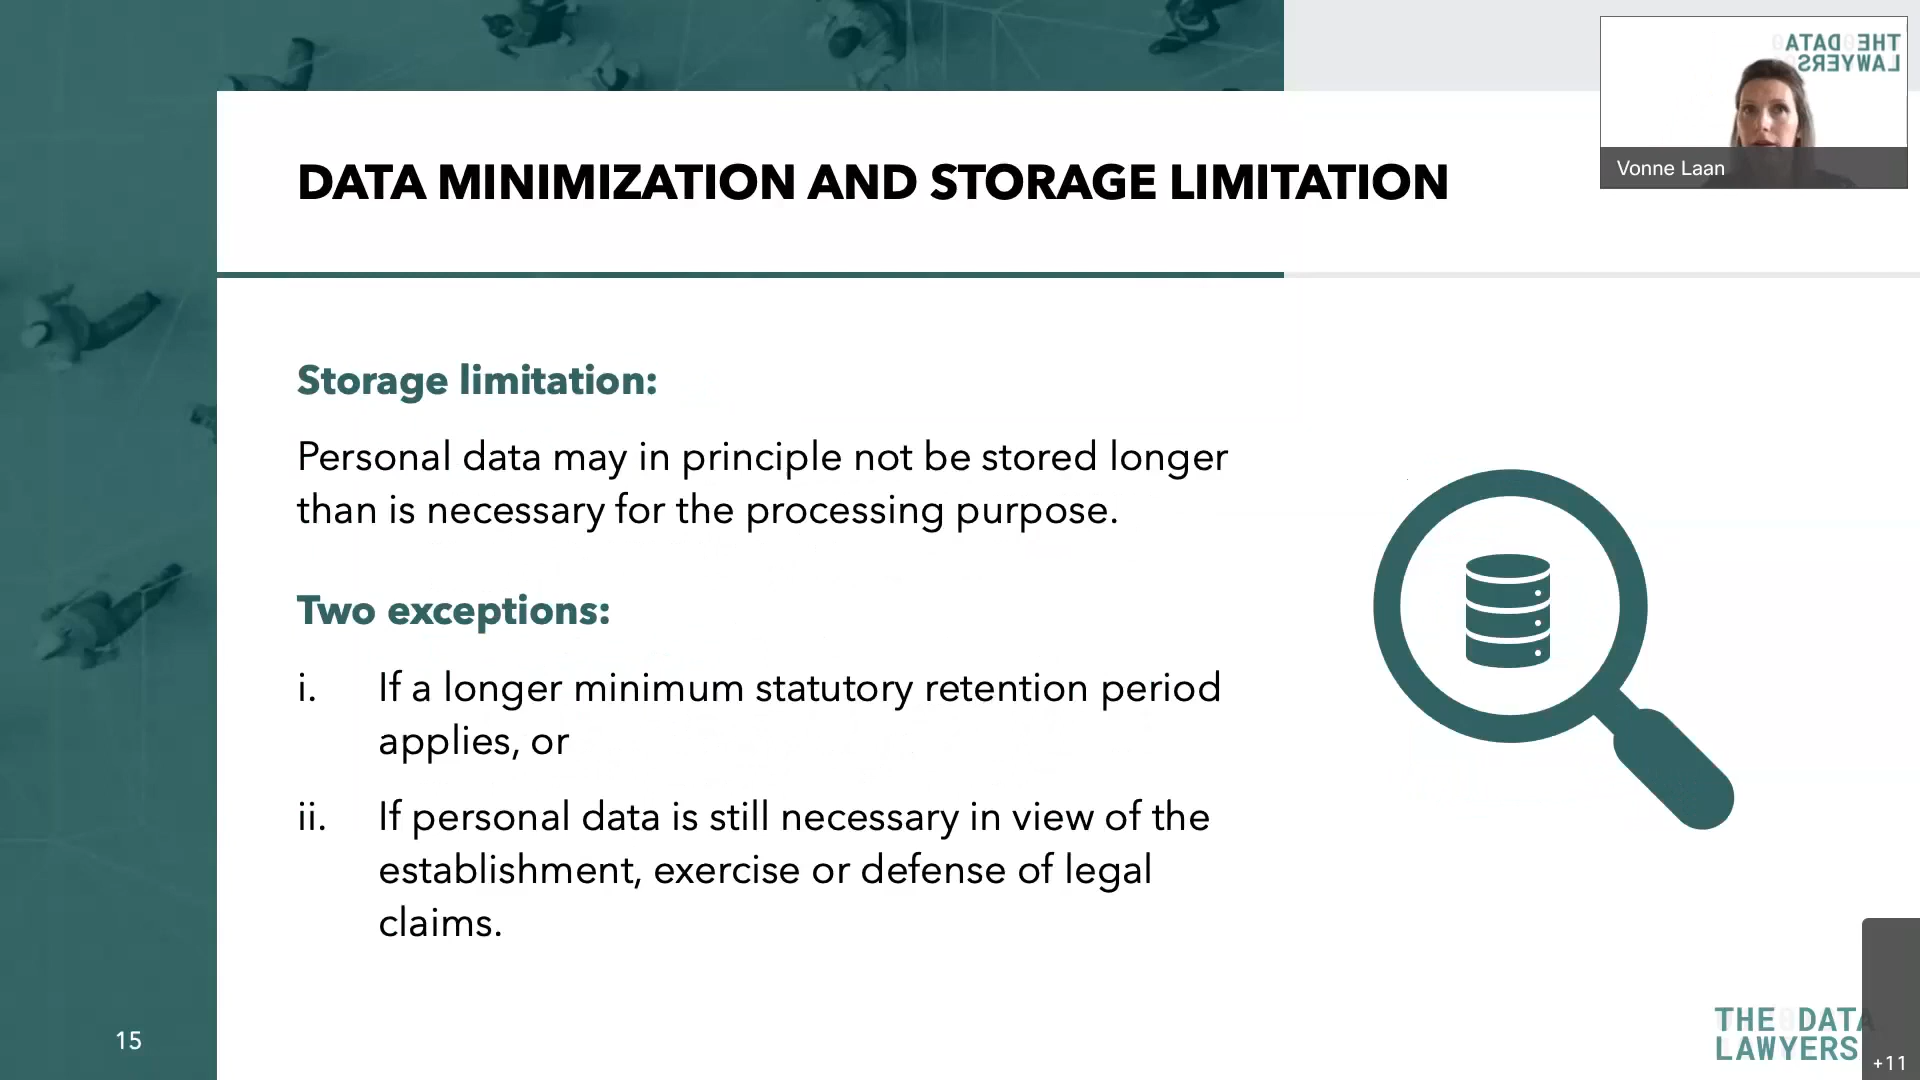 THE DATA
LAWYERS
Vonne Laan
DATA MINIMIZATION AND STORAGE LIMITATION
Storage limitation:
Personal data may in principle not be stored longer
than is necessary for the processing purpose.
Two exceptions:
i. If a longer minimum statutory retention period
applies, or
ii. If personal data is still necessary in view of the
establishment, exercise or defense of legal
claims.
15
THE DATA
LAWYERS
+11